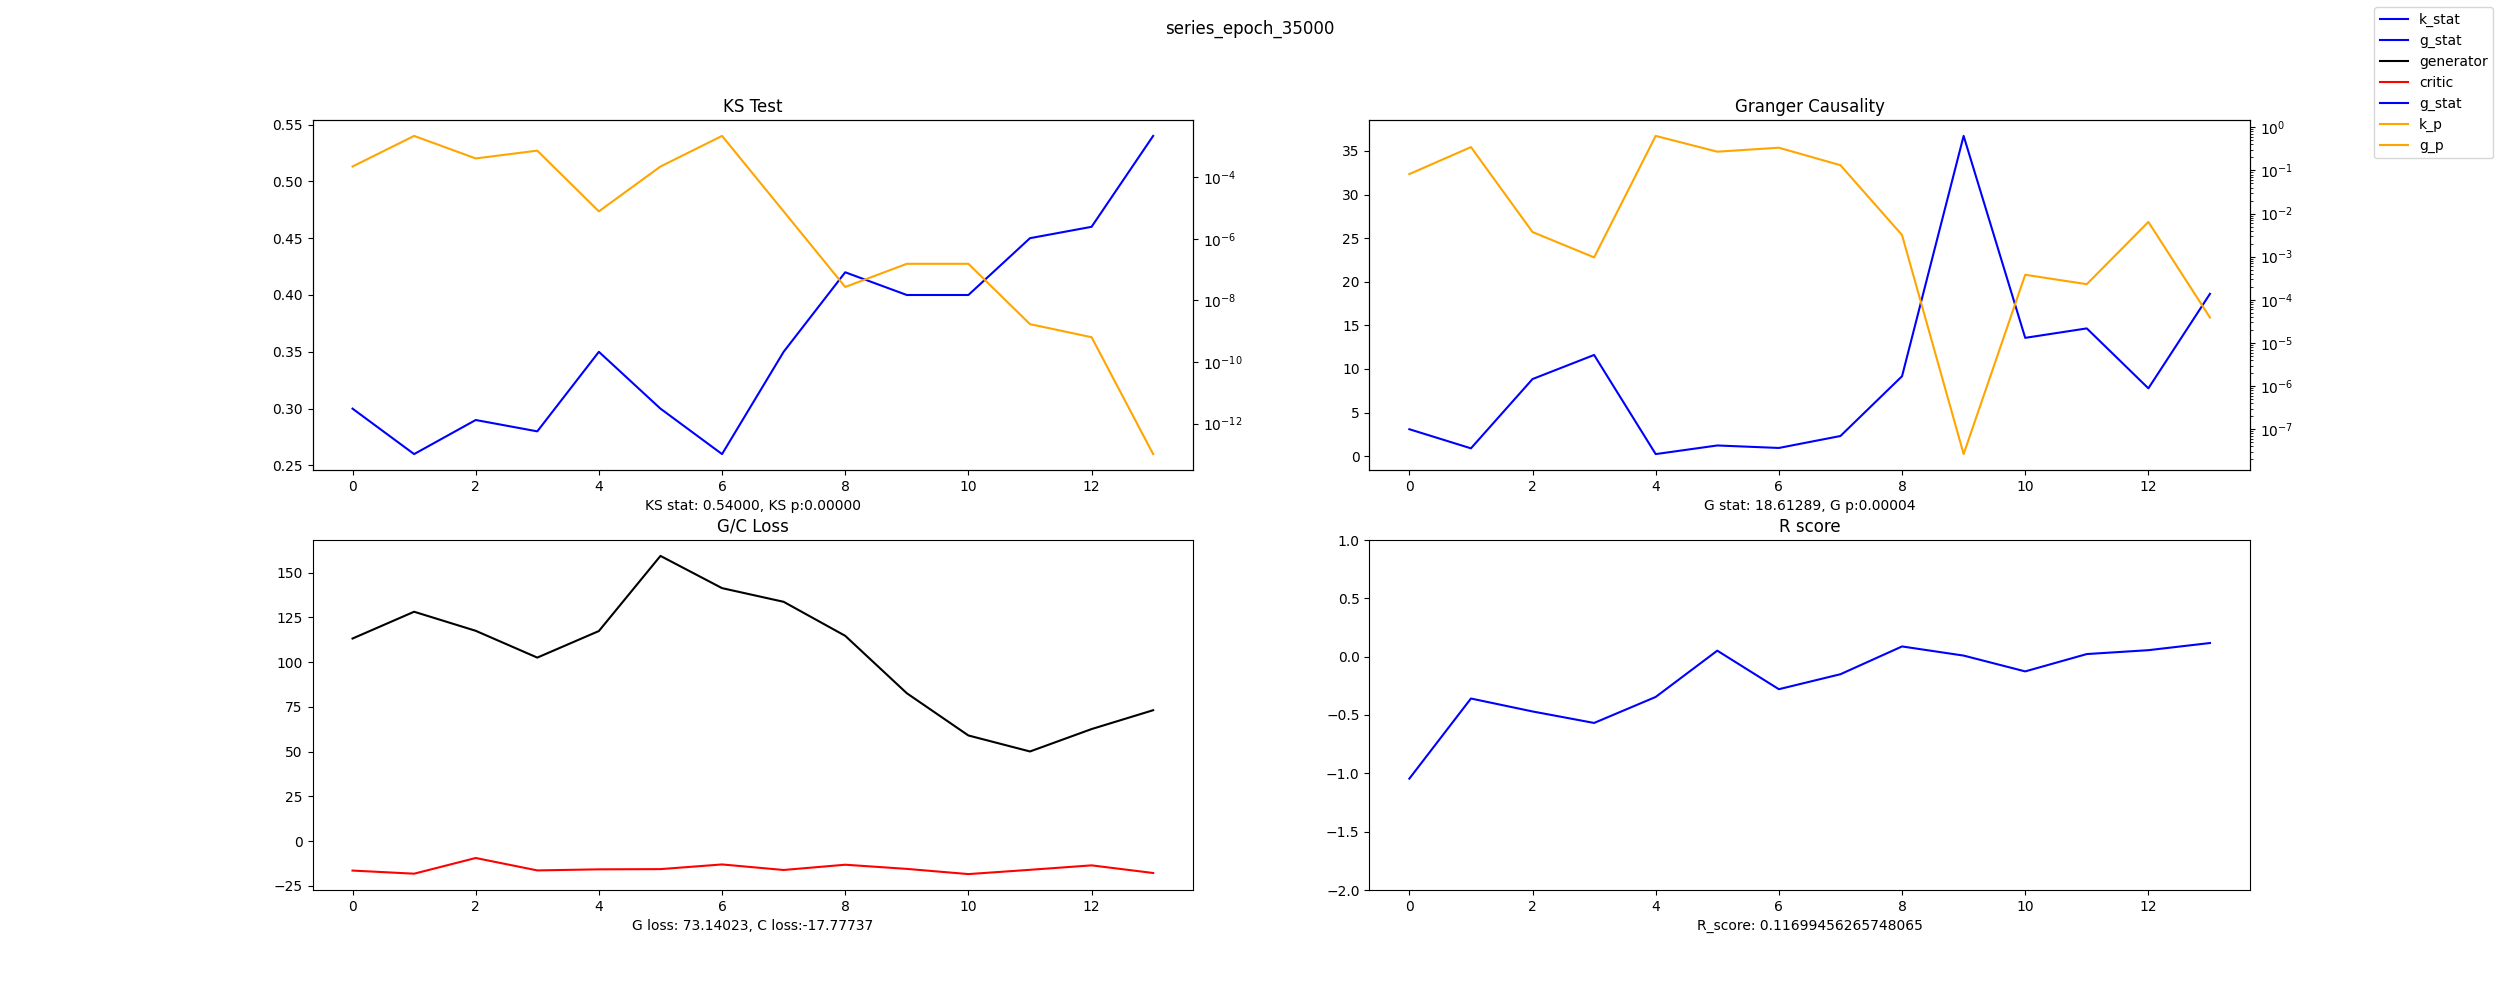 series_epoch_35000
k_stat
g_stat
generator
critic
g_stat
k_p
g_p
KS Test
0.55
0.50
0.45
0.40
0.35
0.30
0.25
10⁻⁴
10⁻⁶
10⁻⁸
10⁻¹⁰
10⁻¹²
0 2 4 6 8 10 12
KS stat: 0.54000, KS p:0.00000
Granger Causality
35
30
25
20
15
10
5
0
10⁰
10⁻¹
10⁻²
10⁻³
10⁻⁴
10⁻⁵
10⁻⁶
10⁻⁷
0 2 4 6 8 10 12
G stat: 18.61289, G p:0.00004
G/C Loss
150
125
100
75
50
25
0
−25
0 2 4 6 8 10 12
G loss: 73.14023, C loss:-17.77737
R score
1.0
0.5
0.0
−0.5
−1.0
−1.5
−2.0
0 2 4 6 8 10 12
R_score: 0.11699456265748065